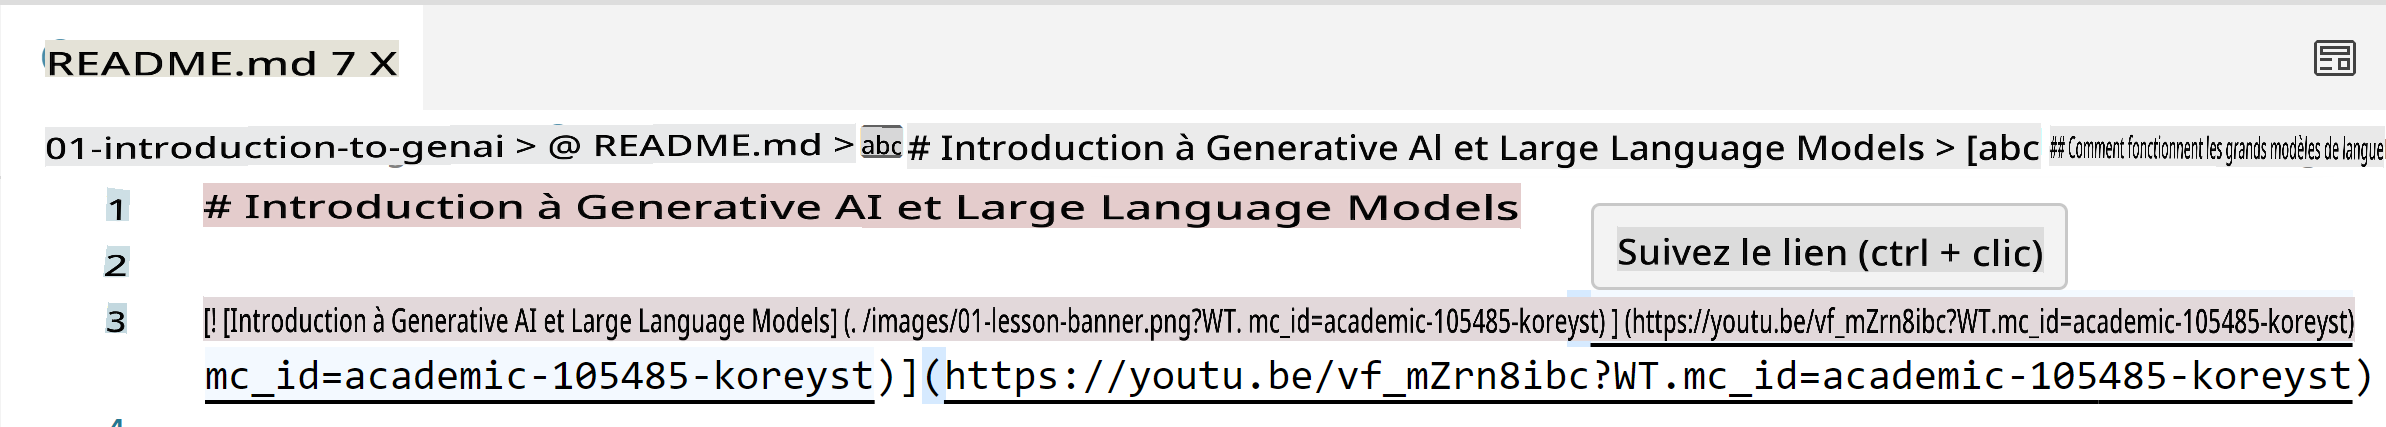 README.md 7 X
01-introduction-to-genai > @ README.md > abc # Introduction à Generative Al et Large Language Models > [abc ## Comment fonctionnent les grands modèles de langue
1 # Introduction à Generative AI et Large Language Models
Suivez le lien (ctrl + clic)
2
3 [! [Introduction à Generative AI et Large Language Models] (. /images/01-lesson-banner.png?WT. mc_id=academic-105485-koreyst) ] (https://youtu.be/vf_mZrn8ibc?WT.mc_id=academic-105485-koreyst)
mc_id=academic-105485-koreyst)](https://youtu.be/vf_mZrn8ibc?WT.mc_id=academic-105485-koreyst)